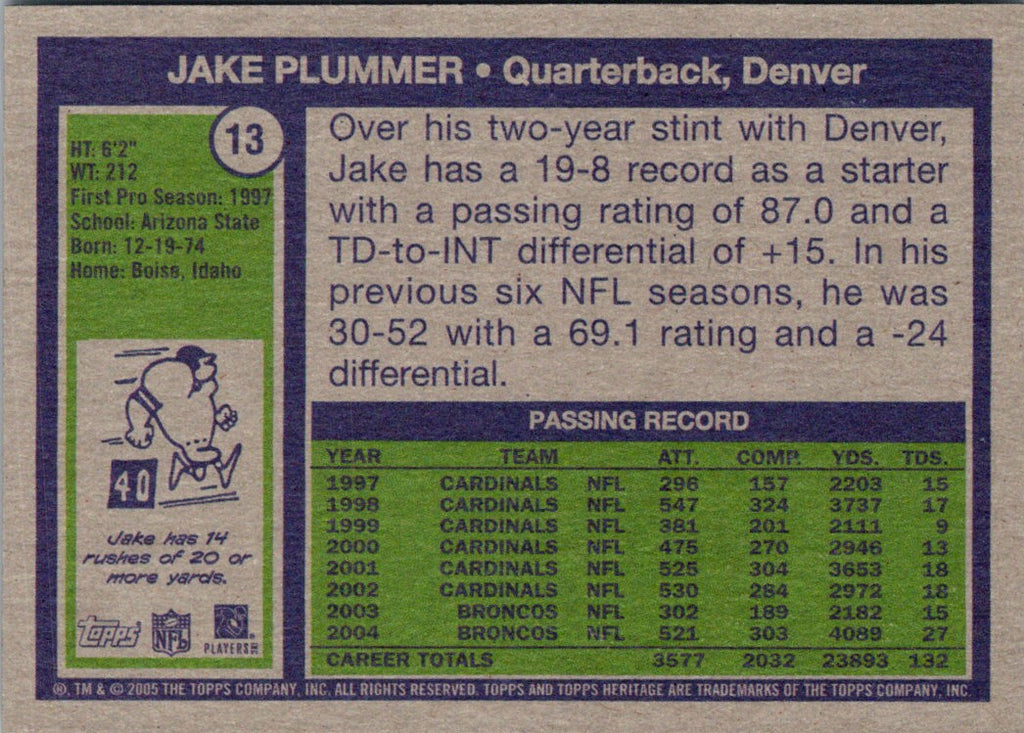 JAKE PLUMMER • Quarterback, Denver
13
HT: 6'2"
WT: 212
First Pro Season: 1997
School: Arizona State
Born: 12-19-74
Home: Boise, Idaho
40
Jake has 14
rushes of 20 or
more yards.
Topps NFL PLAYERS INC
Over his two-year stint with Denver,
Jake has a 19-8 record as a starter
with a passing rating of 87.0 and a
TD-to-INT differential of +15. In his
previous six NFL seasons, he was
30-52 with a 69.1 rating and a -24
differential.
PASSING RECORD
YEAR TEAM ATT. COMP. YDS. TDS.
1997 CARDINALS NFL 296 157 2203 15
1998 CARDINALS NFL 547 324 3737 17
1999 CARDINALS NFL 381 201 2111 9
2000 CARDINALS NFL 475 270 2946 13
2001 CARDINALS NFL 525 304 3653 18
2002 CARDINALS NFL 530 284 2972 18
2003 BRONCOS NFL 302 189 2182 15
2004 BRONCOS NFL 521 303 4089 27
CAREER TOTALS 3577 2032 23893 132
®, TM & © 2005 THE TOPPS COMPANY, INC. ALL RIGHTS RESERVED. TOPPS AND TOPPS HERITAGE ARE TRADEMARKS OF THE TOPPS COMPANY, INC.